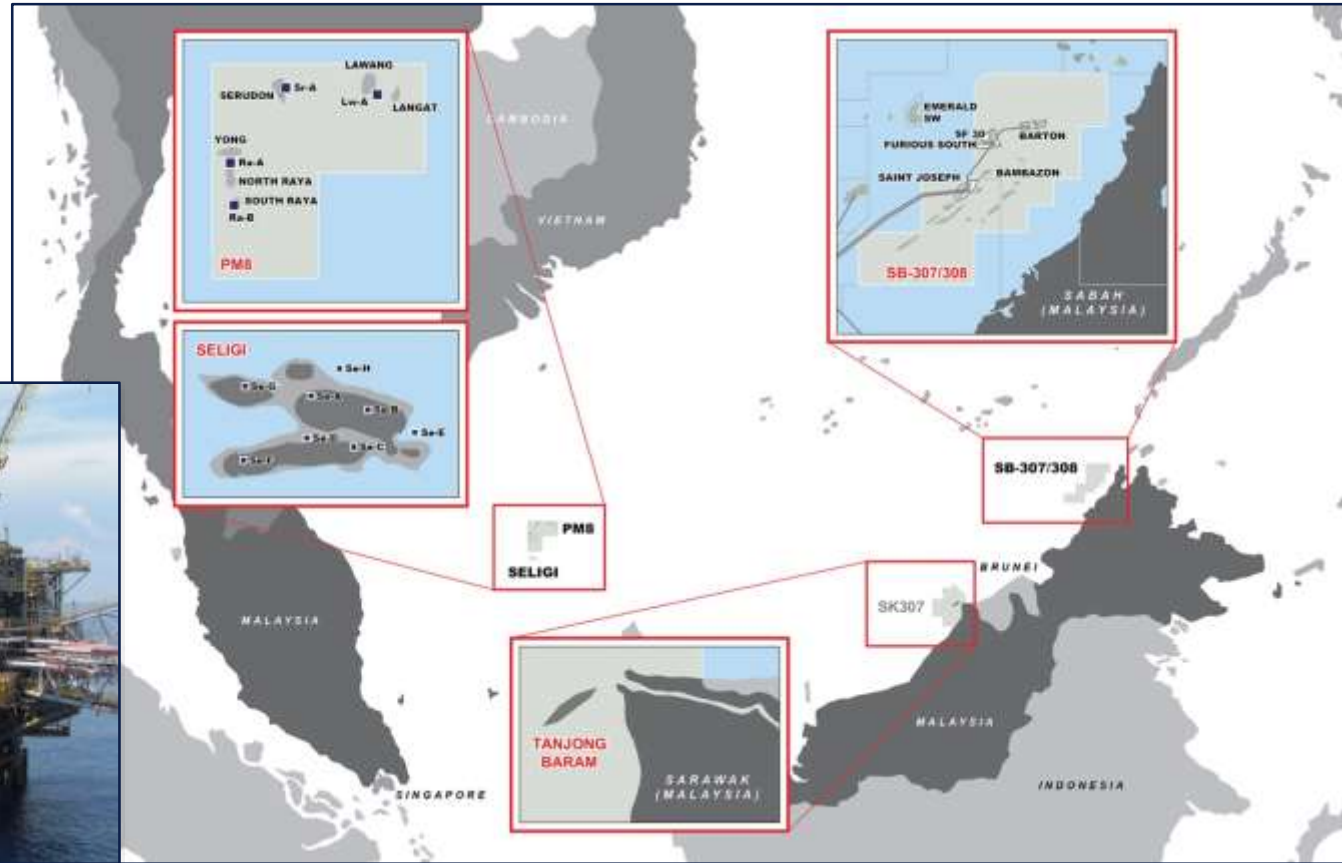 LAWANG
SERUDON
Sr-A
Lw-A
LANGAT
YONG
Ra-A
NORTH RAYA
SOUTH RAYA
Ra-B
PM8
CAMBODIA
VIETNAM
EMERALD
SW
SF 30
FURIOUS SOUTH
BARTON
SAINT JOSEPH
BAMBAZON
SB-307/308
SABAH
(MALAYSIA)
SELIGI
Se-H
Se-G
Se-A
Se-B
Se-E
Se-D
Se-C
Se-F
SB-307/308
PM8
SELIGI
BRUNEI
SK307
MALAYSIA
MALAYSIA
TANJONG
BARAM
SARAWAK
(MALAYSIA)
SINGAPORE
INDONESIA